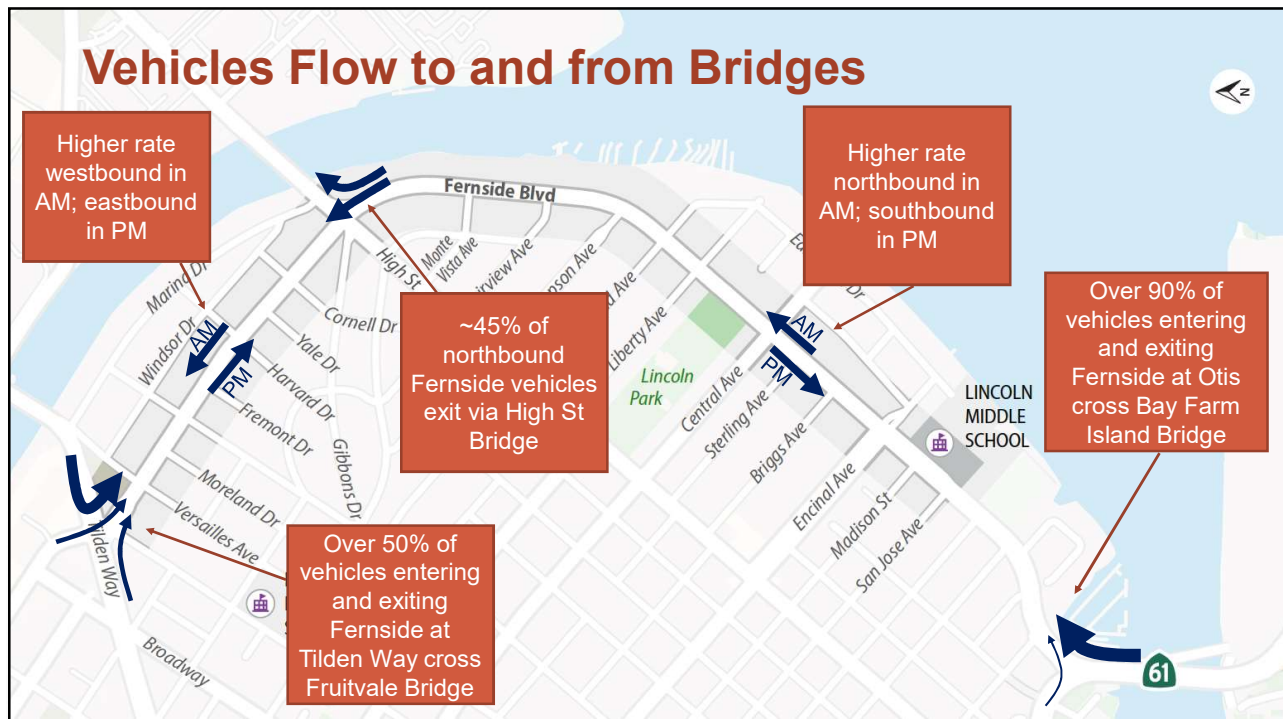 Vehicles Flow to and from Bridges
N
Higher rate
westbound in
AM; eastbound
in PM
Higher rate
northbound in
AM; southbound
in PM
Over 90% of
vehicles entering
and exiting
Fernside at Otis
cross Bay Farm
Island Bridge
~45% of
northbound
Fernside vehicles
exit via High St
Bridge
Over 50% of
vehicles entering
and exiting
Fernside at
Tilden Way cross
Fruitvale Bridge
Fernside Blvd
High St
Monte
Vista Ave
Ave
Ave
Liberty Ave
Lincoln
Park
Central Ave
Sterling Ave
Briggs Ave
Encinal Ave
Madison St
San Jose Ave
Dr
AM
PM
LINCOLN
MIDDLE
SCHOOL
61
Marina Dr
Windsor Dr
AM
PM
Cornell Dr
Yale Dr
Harvard Dr
Fremont Dr
Gibbons Dr
Moreland Dr
Versailles Ave
Tilden Way
Broadway